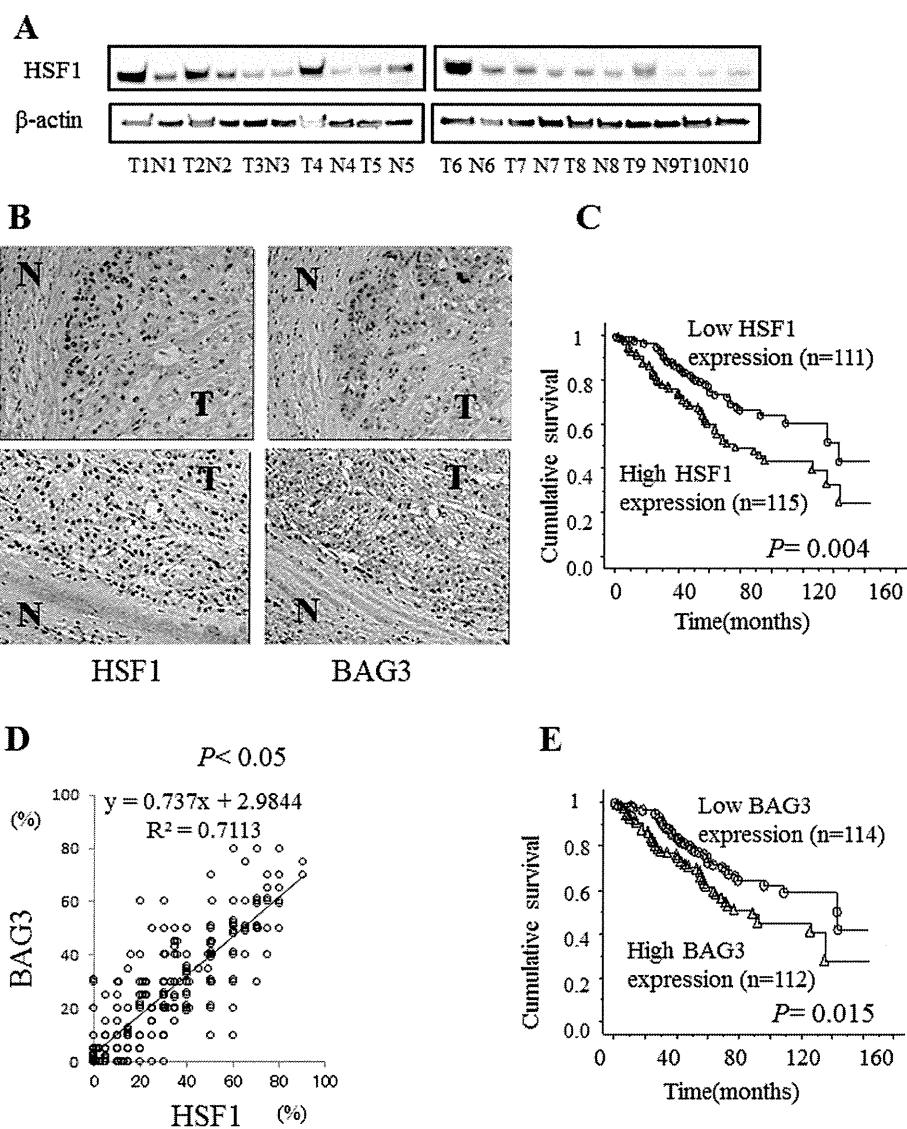 A
HSF1
β-actin
T1N1 T2N2 T3N3 T4 N4 T5 N5 T6 N6 T7 N7 T8 N8 T9 N9T10N10
B
N
T
N
T
T
N
T
N
HSF1
BAG3
C
Cumulative survival
1
0.8
0.6
0.4
0.2
0.0
Low HSF1
expression (n=111)
High HSF1
expression (n=115)
P= 0.004
0 40 80 120 160
Time(months)
D
P< 0.05
y = 0.737x + 2.9844
R² = 0.7113
BAG3
(%)
100
80
60
40
20
0
0 20 40 60 80 100
HSF1 (%)
E
Cumulative survival
1
0.8
0.6
0.4
0.2
0.0
Low BAG3
expression (n=114)
High BAG3
expression (n=112)
P= 0.015
0 40 80 120 160
Time(months)